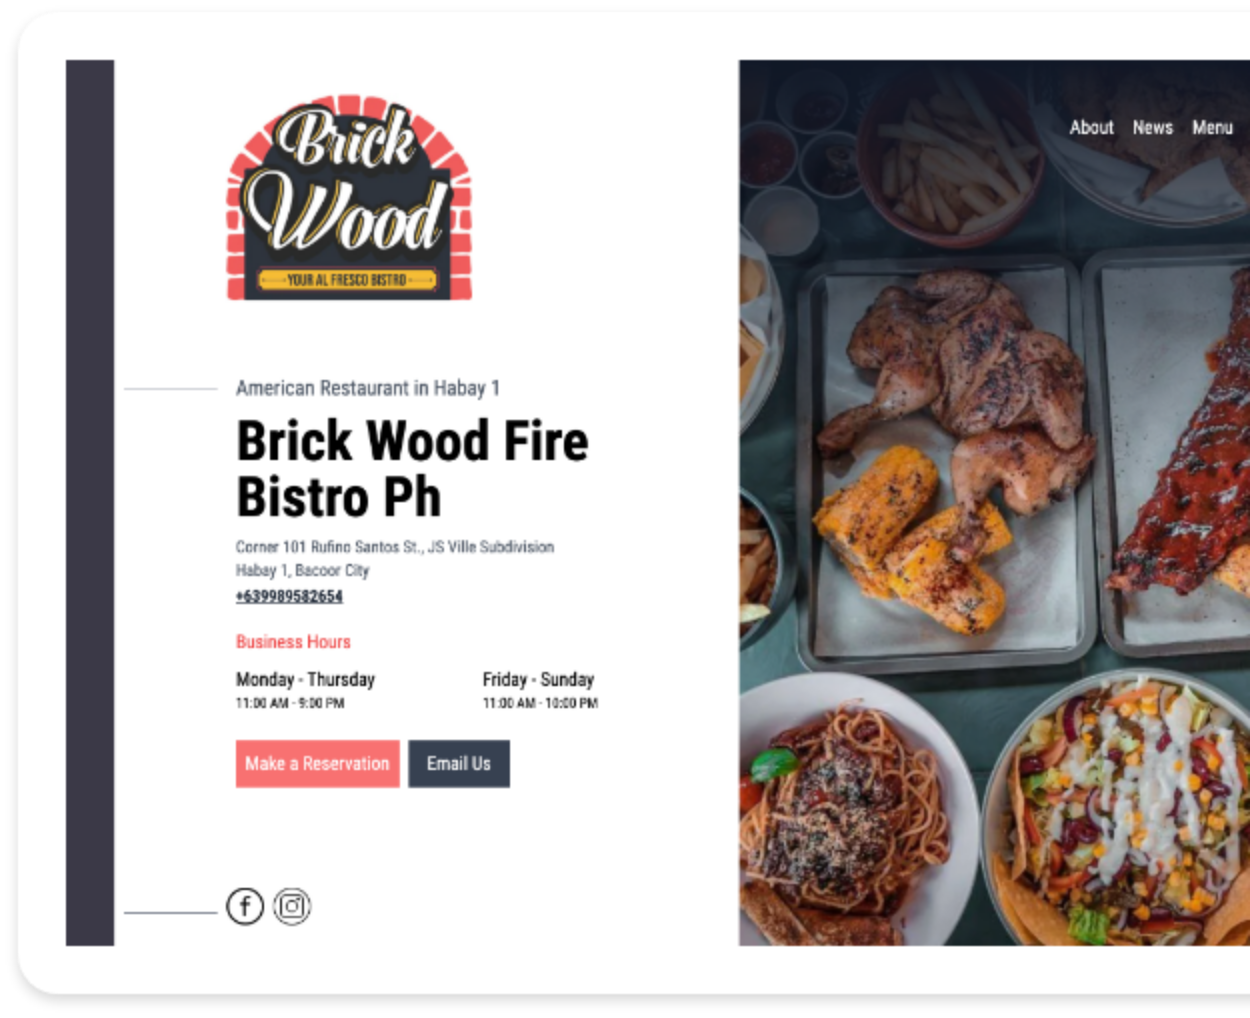 Brick
Wood
YOUR AL FRESCO BISTRO
About News Menu
American Restaurant in Habay 1
Brick Wood Fire
Bistro Ph
Corner 101 Rufino Santos St., JS Ville Subdivision
Habay 1, Bacoor City
+639989582654
Business Hours
Monday - Thursday
11:00 AM - 9:00 PM
Friday - Sunday
11:00 AM - 10:00 PM
Make a Reservation
Email Us